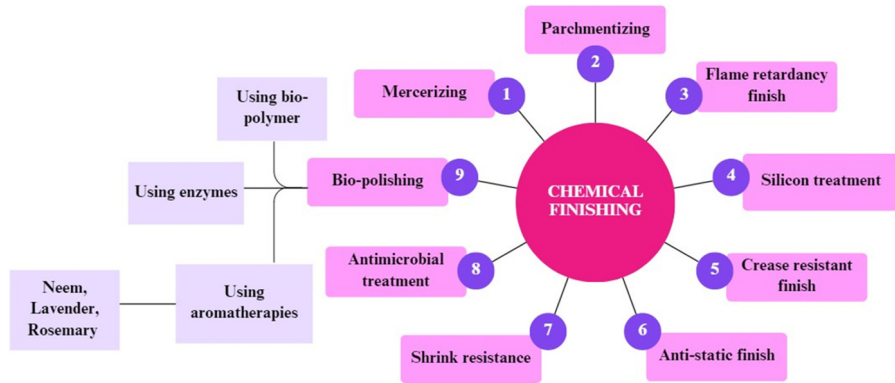 Parchmentizing
2
Mercerizing
1
3
Flame retardancy
finish
Using bio-
polymer
Bio-polishing
9
CHEMICAL
FINISHING
4
Silicon treatment
Using enzymes
Antimicrobial
treatment
8
5
Crease resistant
finish
Neem,
Lavender,
Rosemary
Using
aromatherapies
Shrink resistance
7
6
Anti-static finish